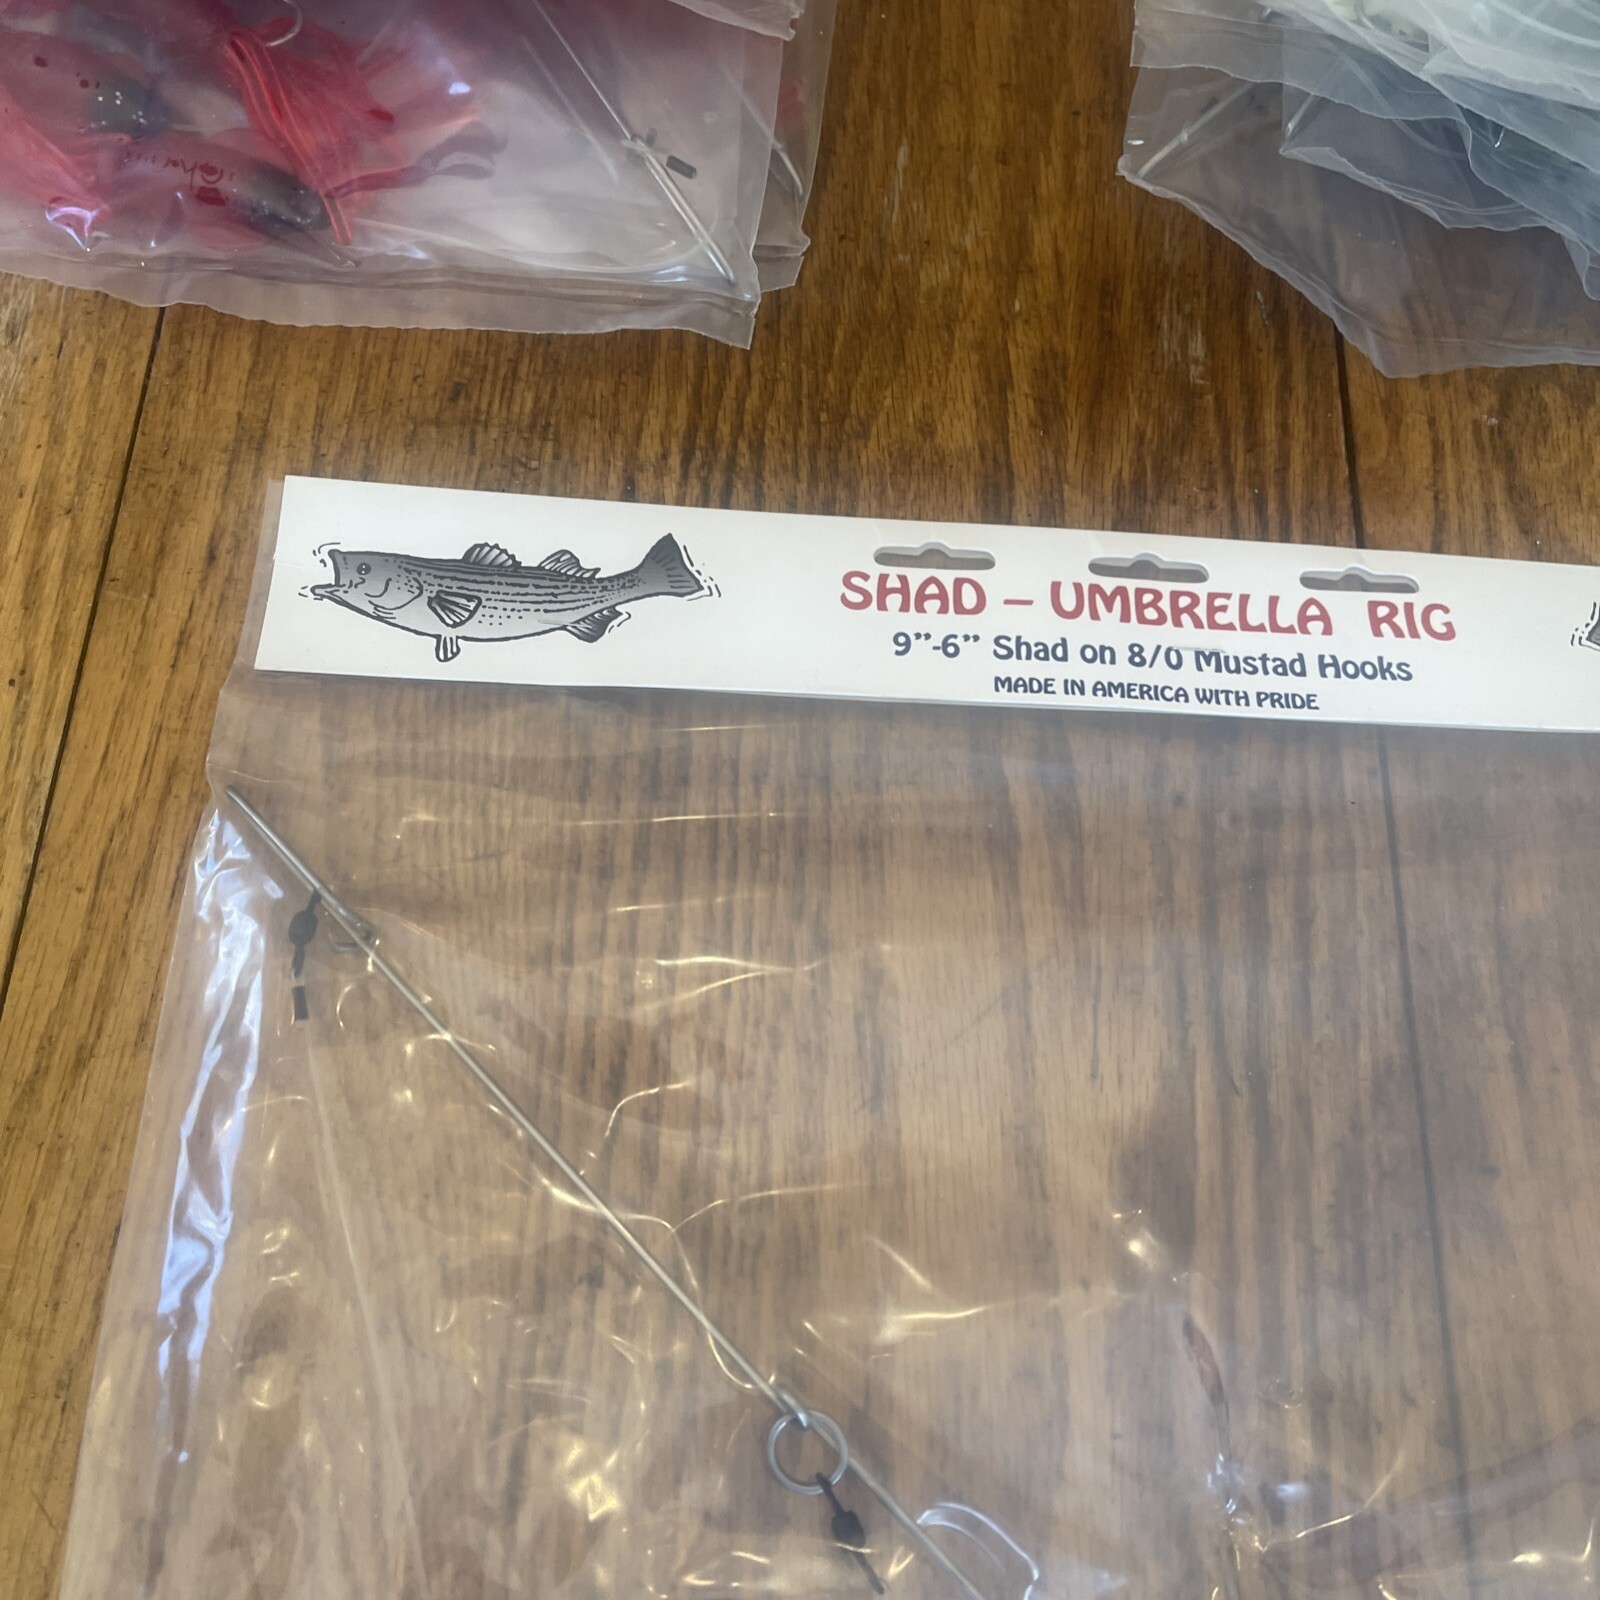 SHAD – UMBRELLA RIG
9”-6” Shad on 8/0 Mustad Hooks
MADE IN AMERICA WITH PRIDE